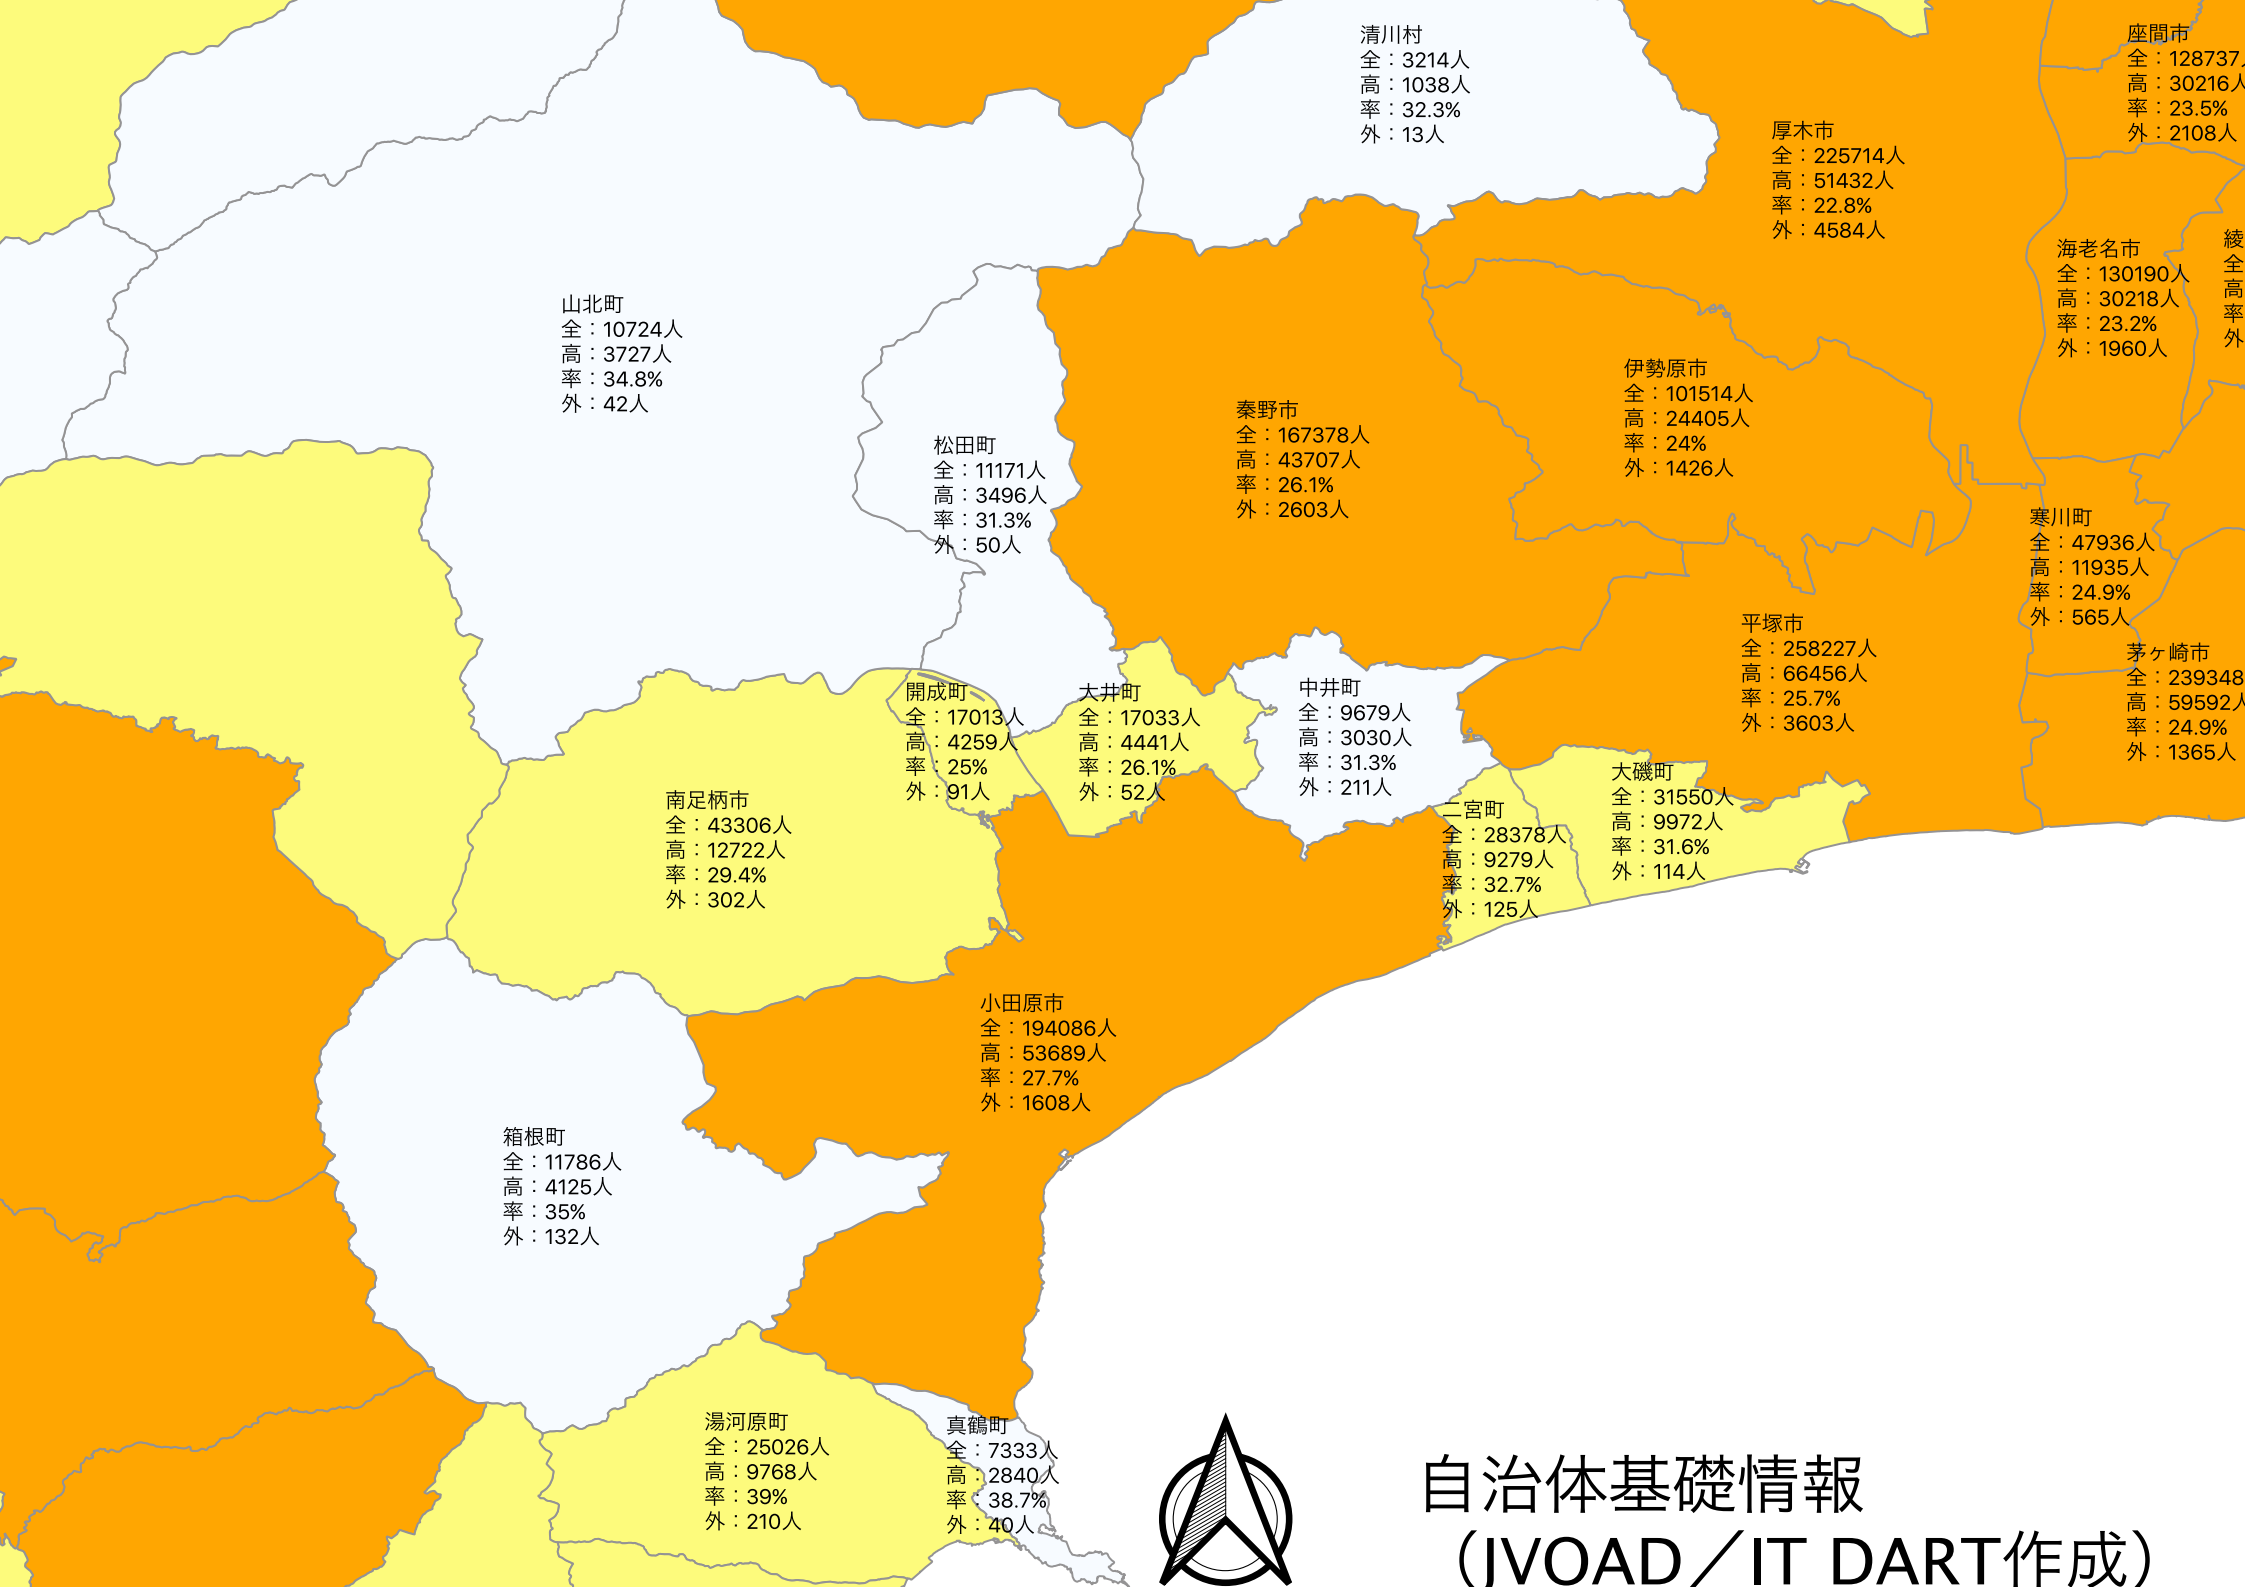 清川村
全：3214人
高：1038人
率：32.3%
外：13人
座間市
全：128737人
高：30216人
率：23.5%
外：2108人
厚木市
全：225714人
高：51432人
率：22.8%
外：4584人
海老名市
全：130190人
高：30218人
率：23.2%
外：1960人
綾
全
高
率
外
山北町
全：10724人
高：3727人
率：34.8%
外：42人
松田町
全：11171人
高：3496人
率：31.3%
外：50人
秦野市
全：167378人
高：43707人
率：26.1%
外：2603人
伊勢原市
全：101514人
高：24405人
率：24%
外：1426人
寒川町
全：47936人
高：11935人
率：24.9%
外：565人
平塚市
全：258227人
高：66456人
率：25.7%
外：3603人
茅ヶ崎市
全：239348
高：59592人
率：24.9%
外：1365人
開成町
全：17013人
高：4259人
率：25%
外：91人
大井町
全：17033人
高：4441人
率：26.1%
外：52人
中井町
全：9679人
高：3030人
率：31.3%
外：211人
二宮町
全：28378人
高：9279人
率：32.7%
外：125人
大磯町
全：31550人
高：9972人
率：31.6%
外：114人
南足柄市
全：43306人
高：12722人
率：29.4%
外：302人
小田原市
全：194086人
高：53689人
率：27.7%
外：1608人
箱根町
全：11786人
高：4125人
率：35%
外：132人
湯河原町
全：25026人
高：9768人
率：39%
外：210人
真鶴町
全：7333人
高：2840人
率：38.7%
外：40人
自治体基礎情報
（JVOAD／IT DART作成）